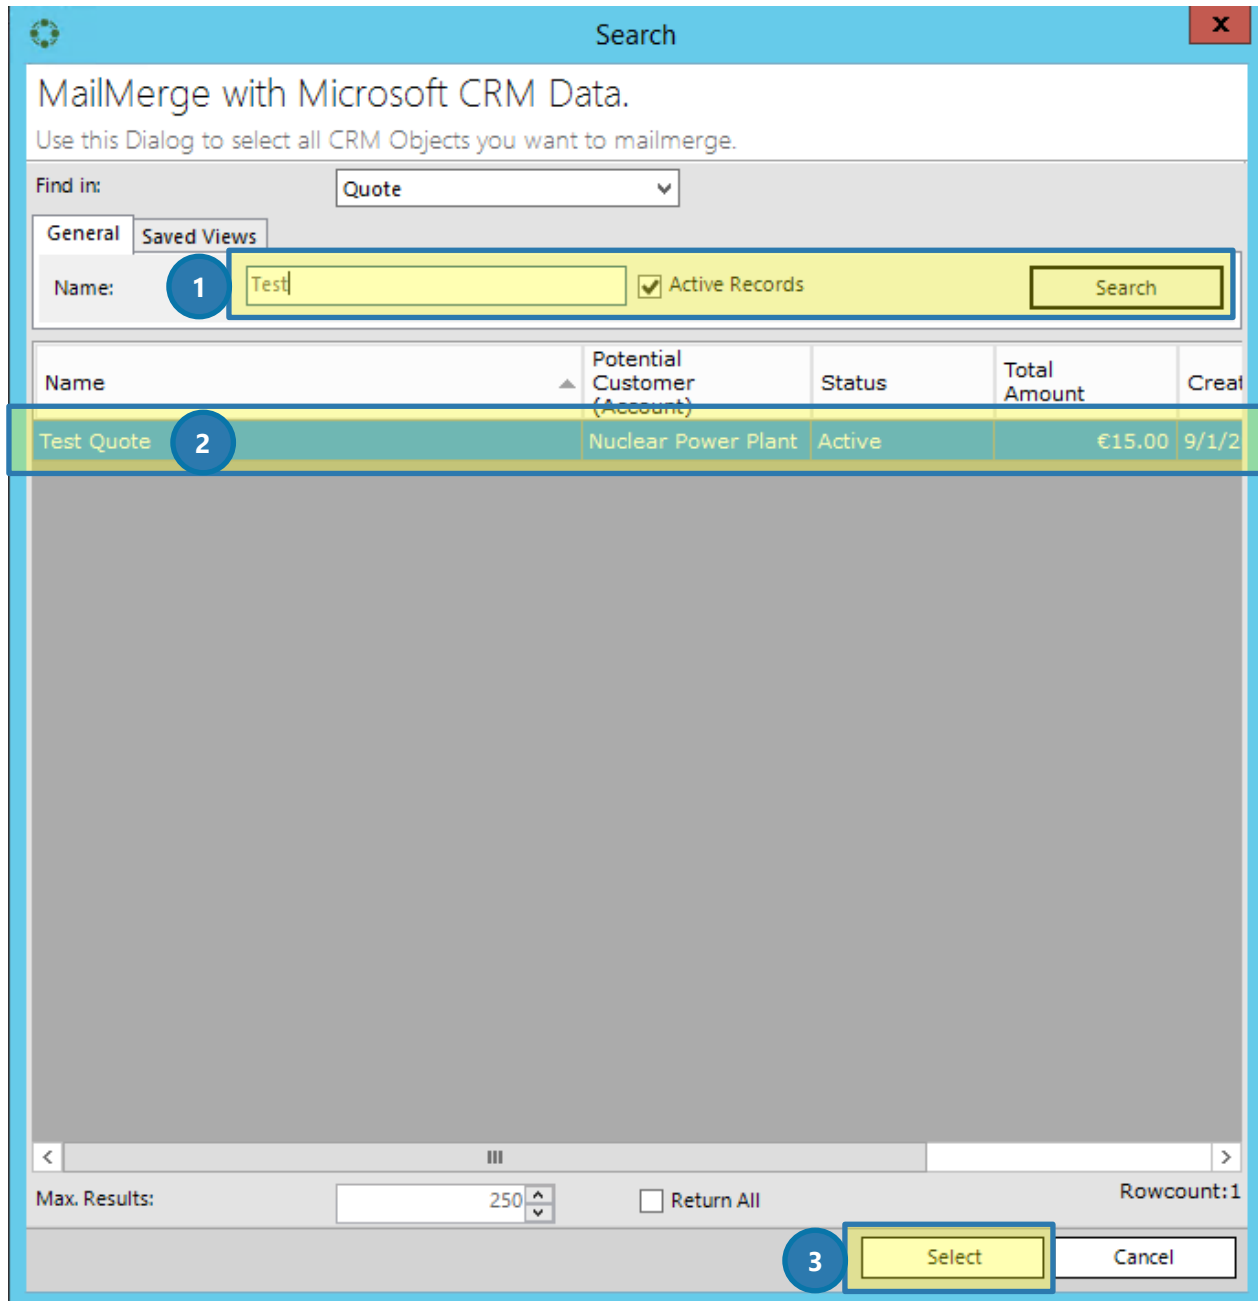 Search
x
MailMerge with Microsoft CRM Data.
Use this Dialog to select all CRM Objects you want to mailmerge.
Find in: Quote
General Saved Views
Name: 1 Test Active Records Search
Name Potential Customer (Account) Status Total Amount Creat
Test Quote 2 Nuclear Power Plant Active €15.00 9/1/2
Max. Results: 250 Return All Rowcount:1
3 Select Cancel